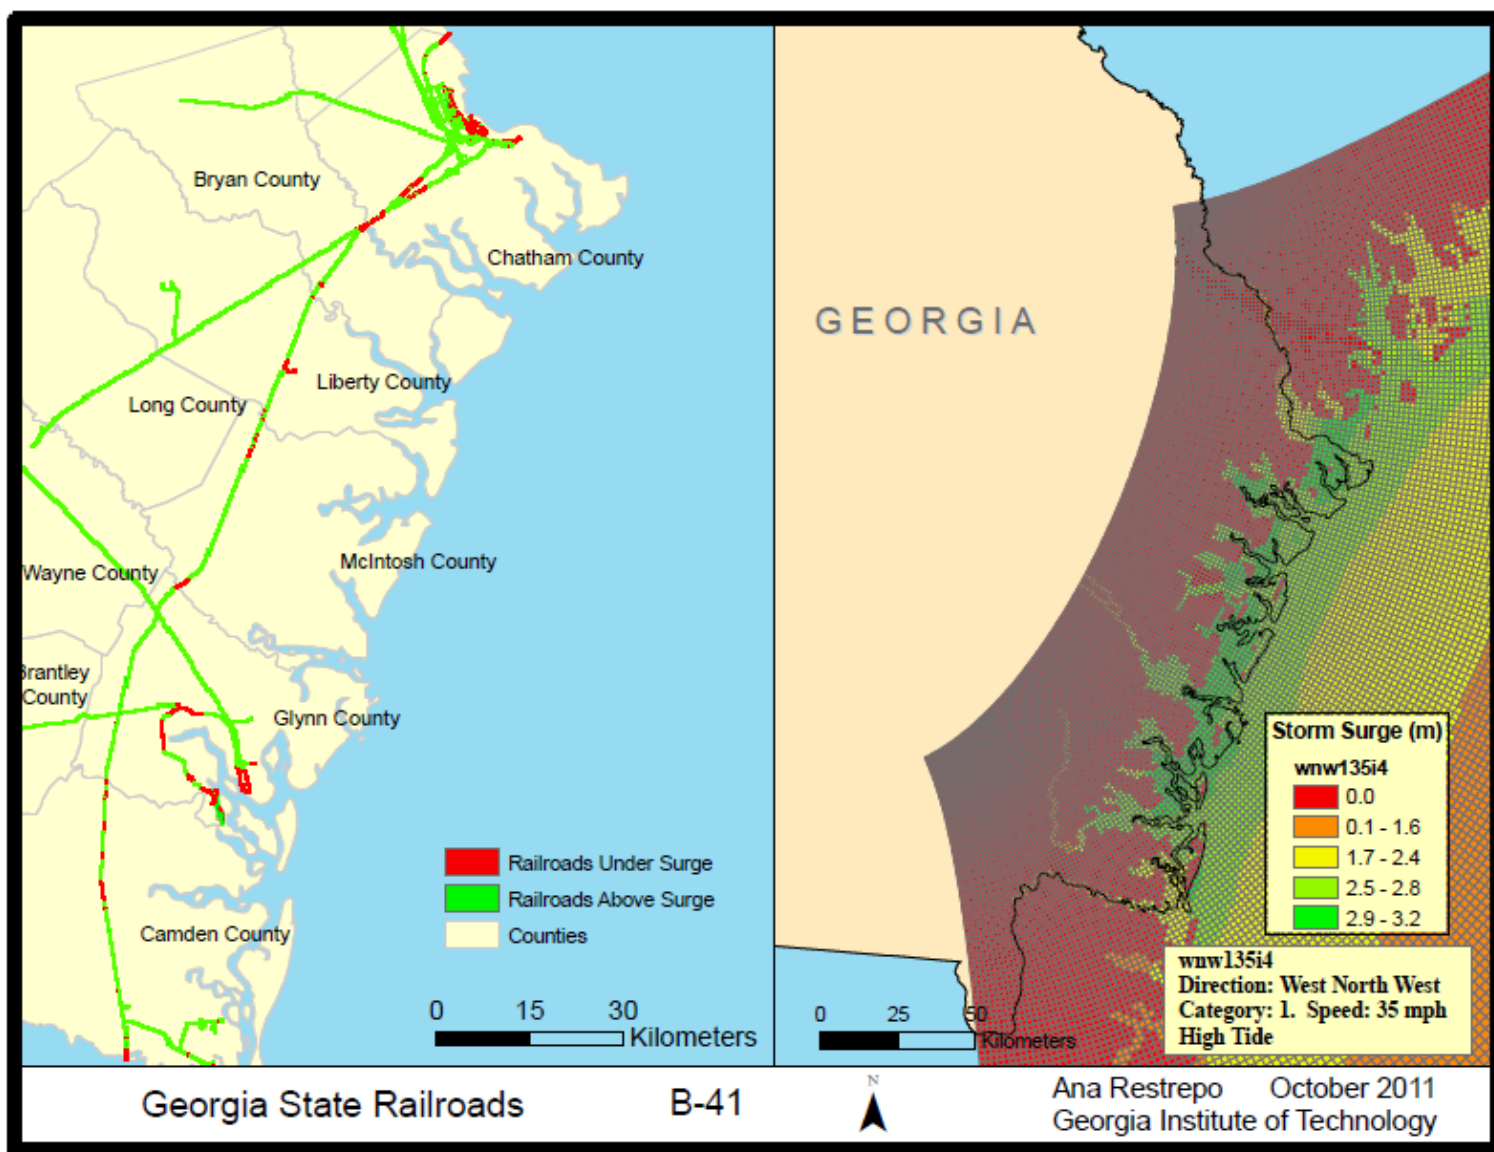 Bryan County
Chatham County
Liberty County
Long County
McIntosh County
Wayne County
Brantley
County
Glynn County
Camden County
Railroads Under Surge
Railroads Above Surge
Counties
0 15 30
Kilometers
GEORGIA
Storm Surge (m)
wnw135i4
0.0
0.1 - 1.6
1.7 - 2.4
2.5 - 2.8
2.9 - 3.2
wnw135i4
Direction: West North West
Category: 1. Speed: 35 mph
High Tide
0 25 50
Kilometers
Georgia State Railroads
B-41
N
Ana Restrepo October 2011
Georgia Institute of Technology